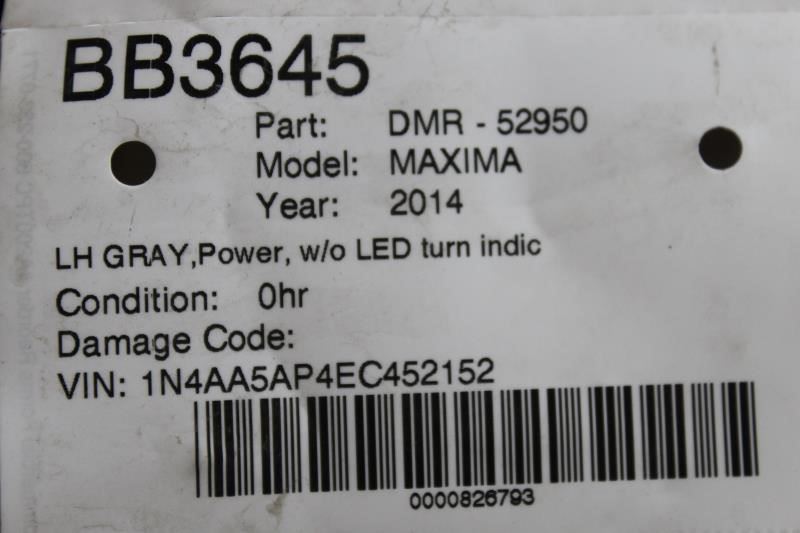 BB3645
Part: DMR - 52950
Model: MAXIMA
Year: 2014
LH GRAY,Power, w/o LED turn indic
Condition: 0hr
Damage Code:
VIN: 1N4AA5AP4EC452152
0000826793